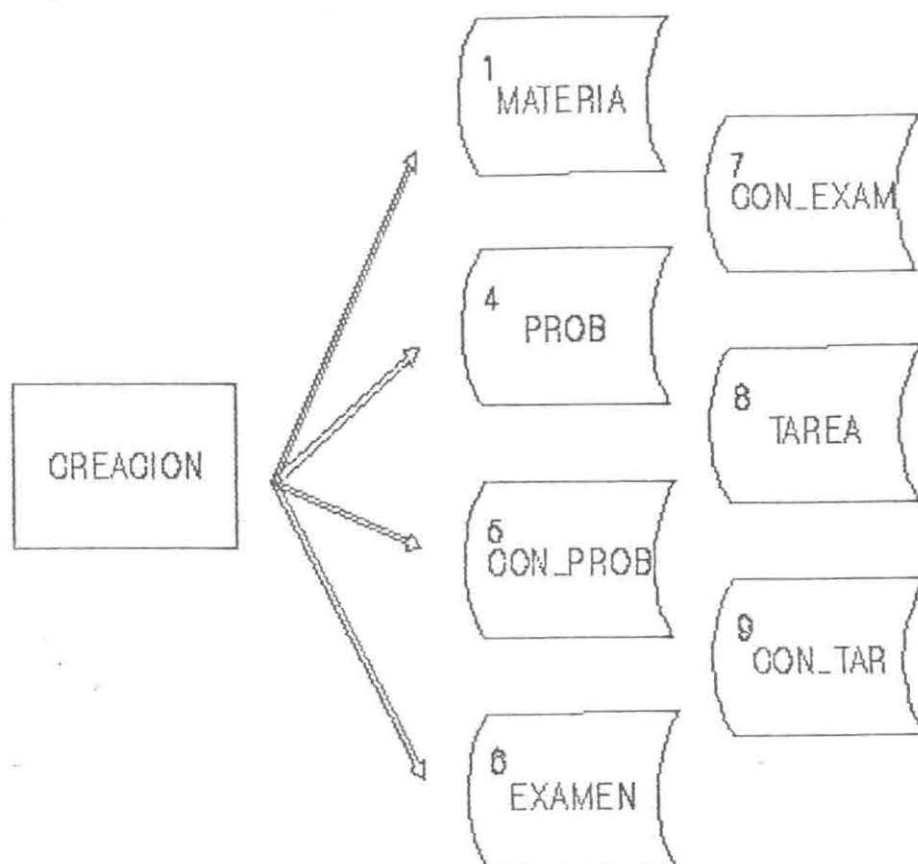 1
MATERIA
7
CON_EXAM
4
PROB
8
TAREA
CREACION
5
CON_PROB
9
CON_TAR
6
EXAMEN